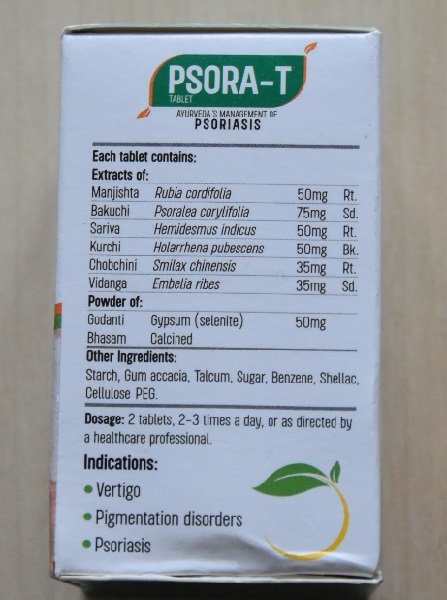 PSORA-T
TABLET
AYURVEDA'S MANAGEMENT OF
PSORIASIS
Each tablet contains:
Extracts of:
Manjishta Rubia cordifolia 50mg Rt.
Bakuchi Psoralea corylifolia 75mg Sd.
Sariva Hemidesmus indicus 50mg Rt.
Kurchi Holarrhena pubescens 50mg Bk.
Chobchini Smilax chinensis 35mg Rt.
Vidanga Embelia ribes 35mg Sd.
Powder of:
Godanti Gypsum (selenite) 50mg
Bhasam Calcined
Other Ingredients:
Starch, Gum accacia, Talcum, Sugar, Benzene, Shellac,
Cellulose PEG.
Dosage: 2 tablets, 2-3 times a day, or as directed by
a healthcare professional.
Indications:
• Vertigo
• Pigmentation disorders
• Psoriasis